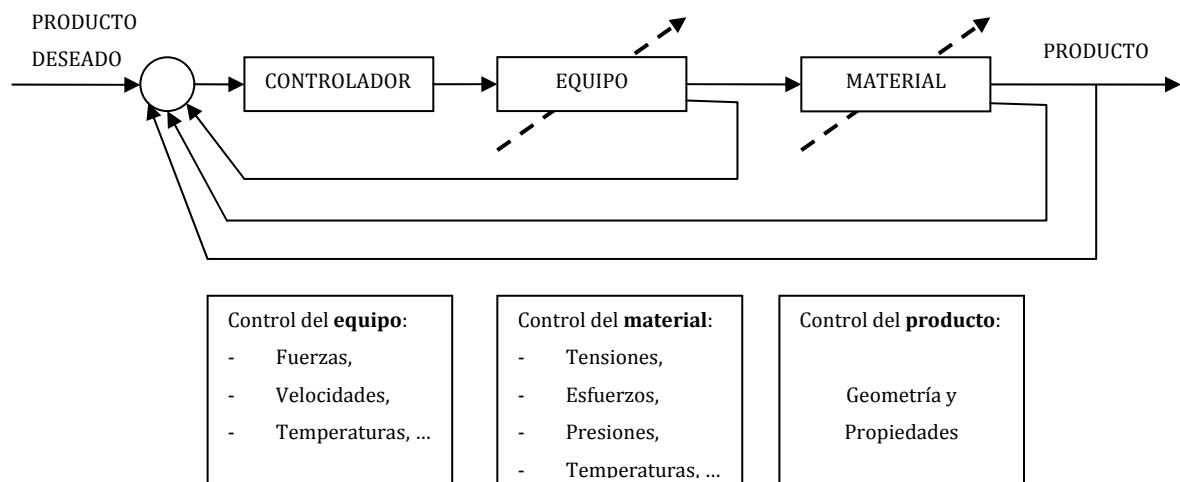 PRODUCTO
DESEADO
CONTROLADOR
EQUIPO
MATERIAL
PRODUCTO
Control del equipo:
- Fuerzas,
- Velocidades,
- Temperaturas, ...
Control del material:
- Tensiones,
- Esfuerzos,
- Presiones,
- Temperaturas, ...
Control del producto:
Geometría y
Propiedades